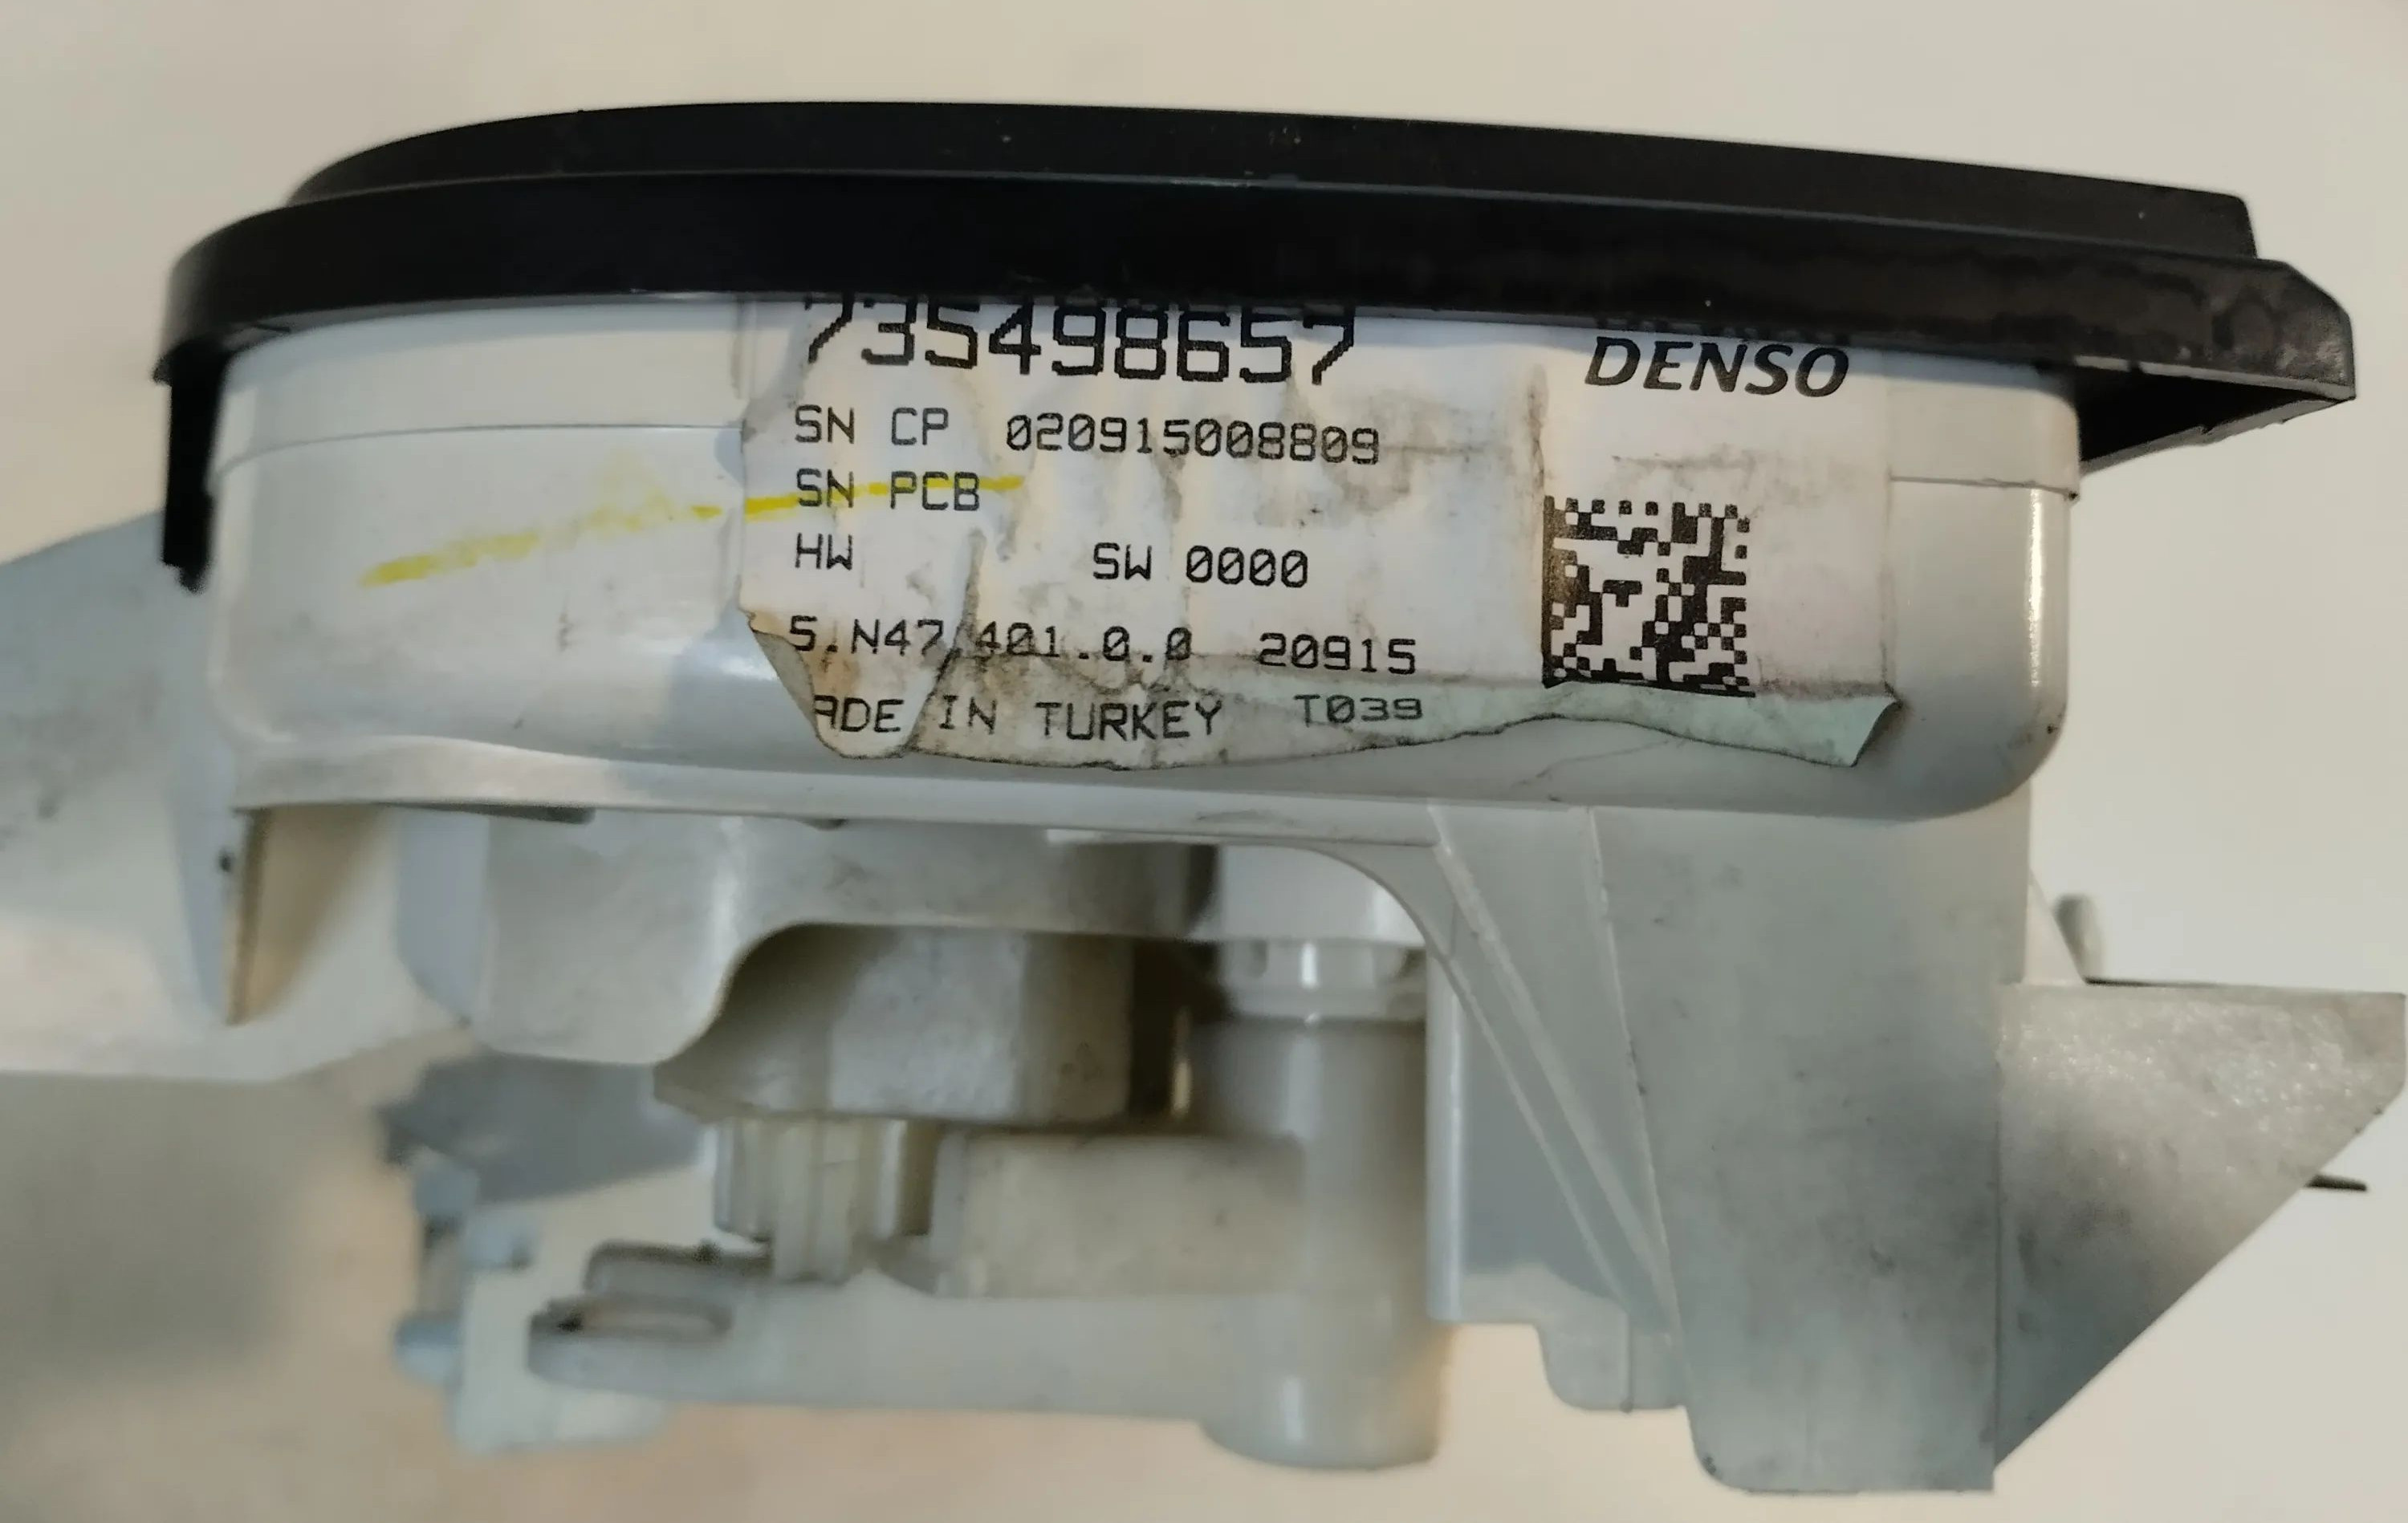 735498657
DENSO
SN CP 020915008809
SN PCB
HW SW 0000
S.N47.401.0.0 20915
ADE IN TURKEY T039